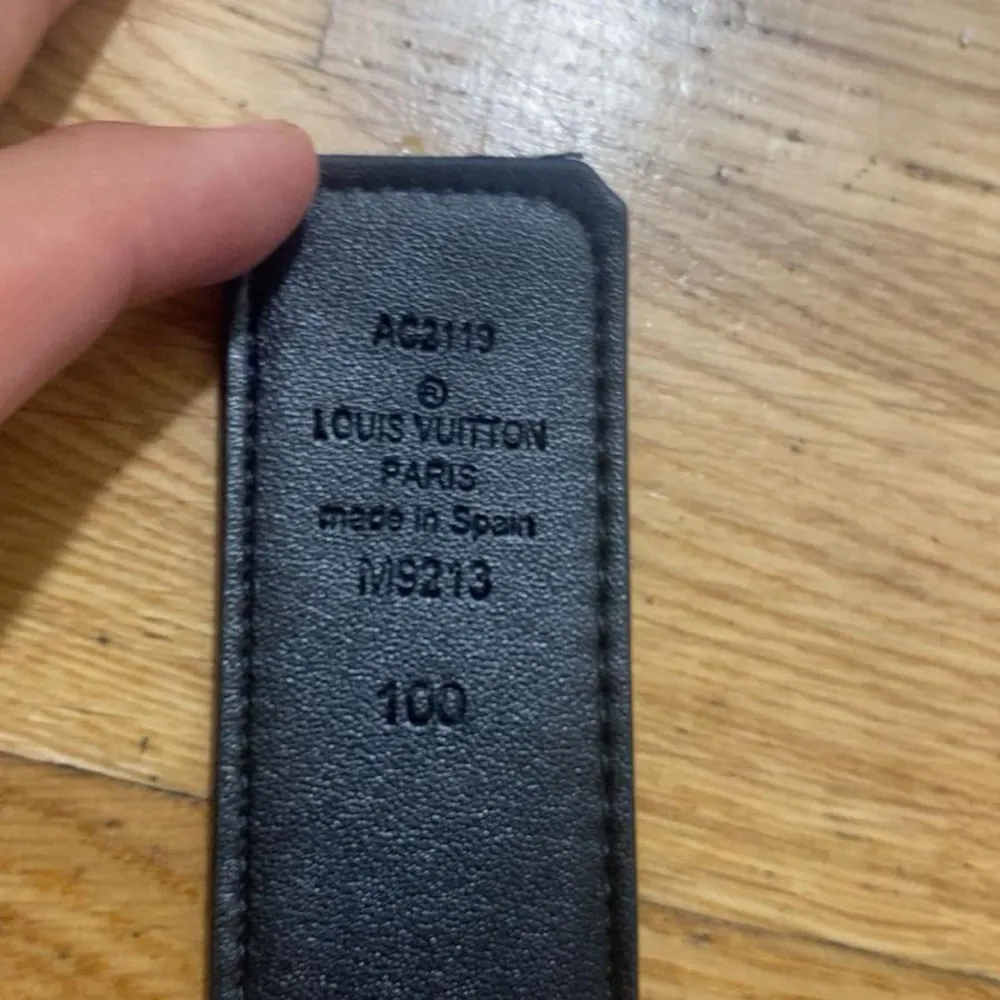 AC2119
©
LOUIS VUITTON
PARIS
made in Spain
M9213
100